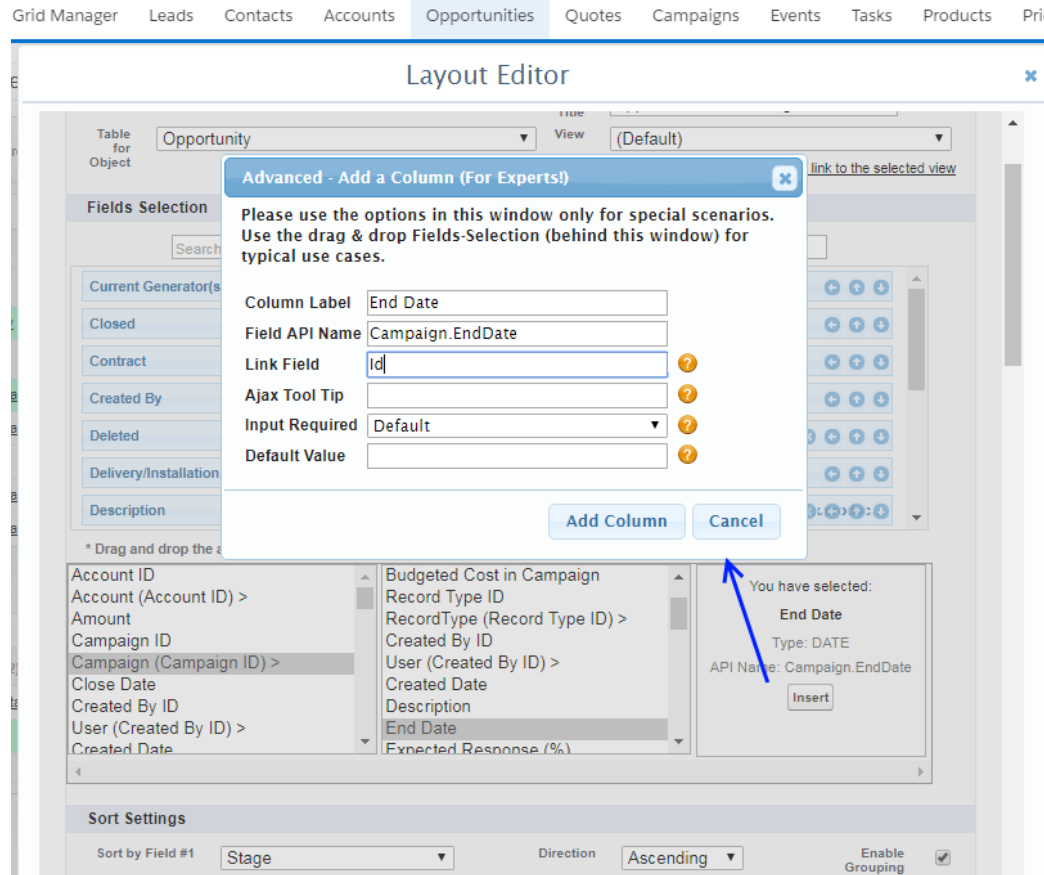 Grid Manager Leads Contacts Accounts Opportunities Quotes Campaigns Events Tasks Products
Layout Editor
Title
Table for Object Opportunity View (Default)
link to the selected view
Fields Selection
Search
Advanced - Add a Column (For Experts!)
Please use the options in this window only for special scenarios.
Use the drag & drop Fields-Selection (behind this window) for
typical use cases.
Column Label End Date
Field API Name Campaign.EndDate
Link Field Id
Ajax Tool Tip
Input Required Default
Default Value
Add Column Cancel
Current Generator(s
Closed
Contract
Created By
Deleted
Delivery/Installation
Description
* Drag and drop the
Account ID
Account (Account ID) >
Amount
Campaign ID
Campaign (Campaign ID) >
Close Date
Created By ID
User (Created By ID) >
Created Date
Budgeted Cost in Campaign
Record Type ID
RecordType (Record Type ID) >
Created By ID
User (Created By ID) >
Created Date
Description
End Date
Expected Response (%)
You have selected:
End Date
Type: DATE
API Name: Campaign.EndDate
Insert
Sort Settings
Sort by Field #1 Stage Direction Ascending Enable Grouping